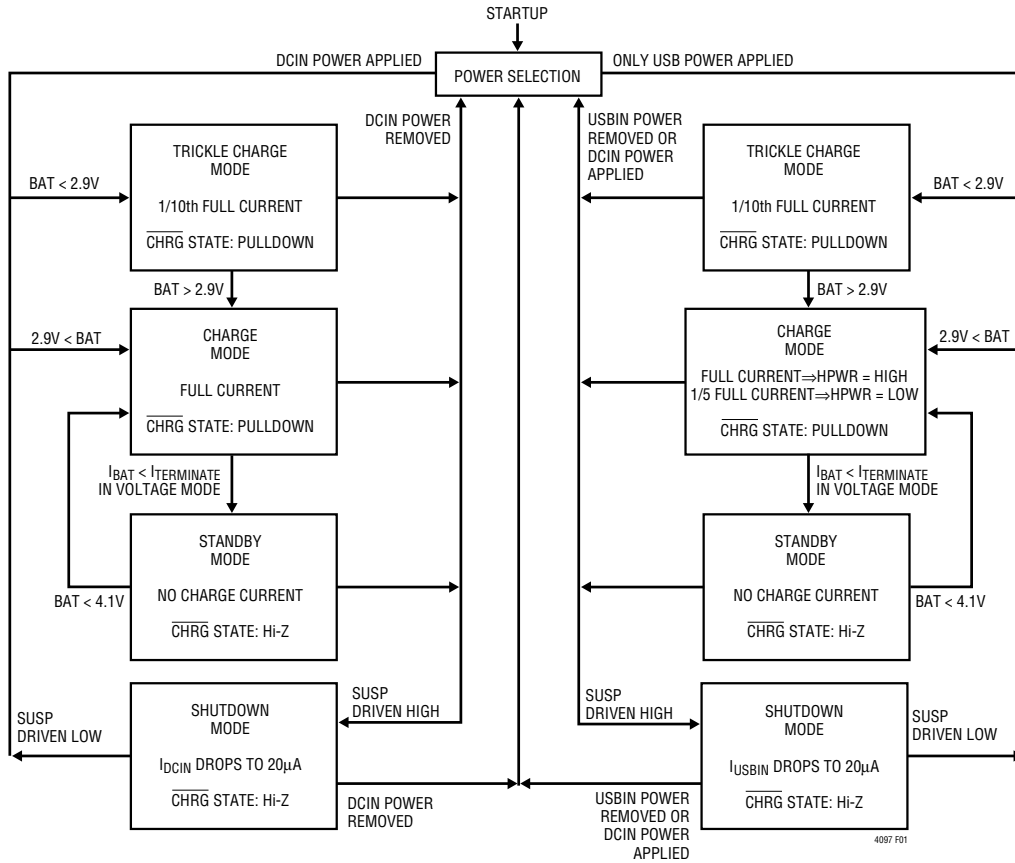 STARTUP
DCIN POWER APPLIED
POWER SELECTION
ONLY USB POWER APPLIED
DCIN POWER
REMOVED
USBIN POWER
REMOVED OR
DCIN POWER
APPLIED
TRICKLE CHARGE
MODE
1/10th FULL CURRENT
CHRG STATE: PULLDOWN
BAT < 2.9V
BAT > 2.9V
2.9V < BAT
CHARGE
MODE
FULL CURRENT
CHRG STATE: PULLDOWN
IBAT < ITERMINATE
IN VOLTAGE MODE
STANDBY
MODE
NO CHARGE CURRENT
CHRG STATE: Hi-Z
BAT < 4.1V
SUSP
DRIVEN HIGH
SUSP
DRIVEN LOW
SHUTDOWN
MODE
IDCIN DROPS TO 20µA
CHRG STATE: Hi-Z
DCIN POWER
REMOVED
TRICKLE CHARGE
MODE
1/10th FULL CURRENT
CHRG STATE: PULLDOWN
BAT < 2.9V
BAT > 2.9V
CHARGE
MODE
FULL CURRENT⇒HPWR = HIGH
1/5 FULL CURRENT⇒HPWR = LOW
CHRG STATE: PULLDOWN
2.9V < BAT
IBAT < ITERMINATE
IN VOLTAGE MODE
STANDBY
MODE
NO CHARGE CURRENT
CHRG STATE: Hi-Z
BAT < 4.1V
SUSP
DRIVEN HIGH
SHUTDOWN
MODE
IUSBIN DROPS TO 20µA
CHRG STATE: Hi-Z
SUSP
DRIVEN LOW
USBIN POWER
REMOVED OR
DCIN POWER
APPLIED
4097 F01